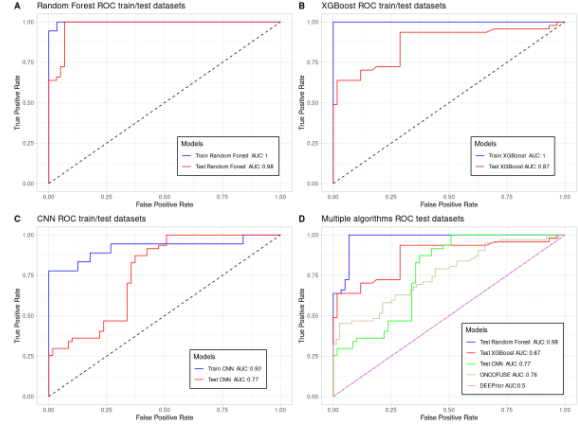 A Random Forest ROC train/test datasets
1.00
0.75
0.50
0.25
0.00
True Positive Rate
Models
Train Random Forest AUC: 1
Test Random Forest AUC: 0.98
0.00 0.25 0.50 0.75 1.00
False Positive Rate
B XGBoost ROC train/test datasets
1.00
0.75
0.50
0.25
0.00
True Positive Rate
Models
Train XGBoost AUC: 1
Test XGBoost AUC: 0.87
0.00 0.25 0.50 0.75 1.00
False Positive Rate
C CNN ROC train/test datasets
1.00
0.75
0.50
0.25
0.00
True Positive Rate
Models
Train CNN AUC: 0.92
Test CNN AUC: 0.77
0.00 0.25 0.50 0.75 1.00
False Positive Rate
D Multiple algorithms ROC test datasets
1.00
0.75
0.50
0.25
0.00
True Positive Rate
Models
Test Random Forest AUC: 0.98
Test XGBoost AUC: 0.87
Test CNN AUC: 0.77
ONCOFUSE AUC: 0.76
DEEPrior AUC:0.5
0.00 0.25 0.50 0.75 1.00
False Positive Rate